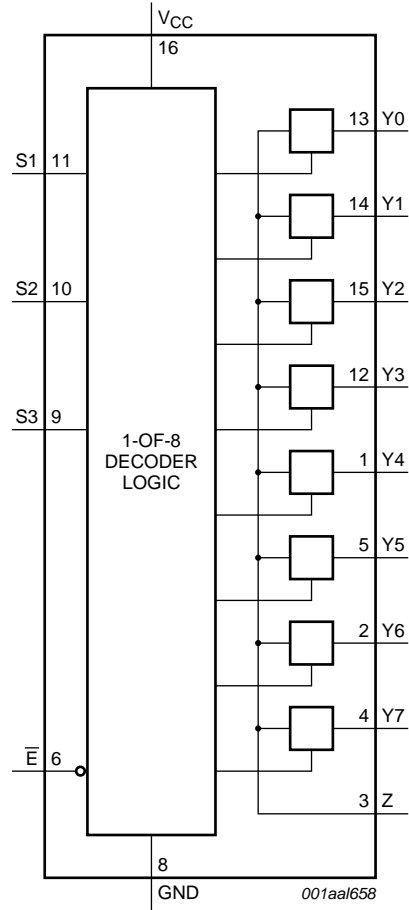 VCC
16
S1 11
13 Y0
14 Y1
S2 10
15 Y2
S3 9
12 Y3
1-OF-8
DECODER
LOGIC
1 Y4
5 Y5
2 Y6
4 Y7
E̅ 6
3 Z
8
GND
001aal658